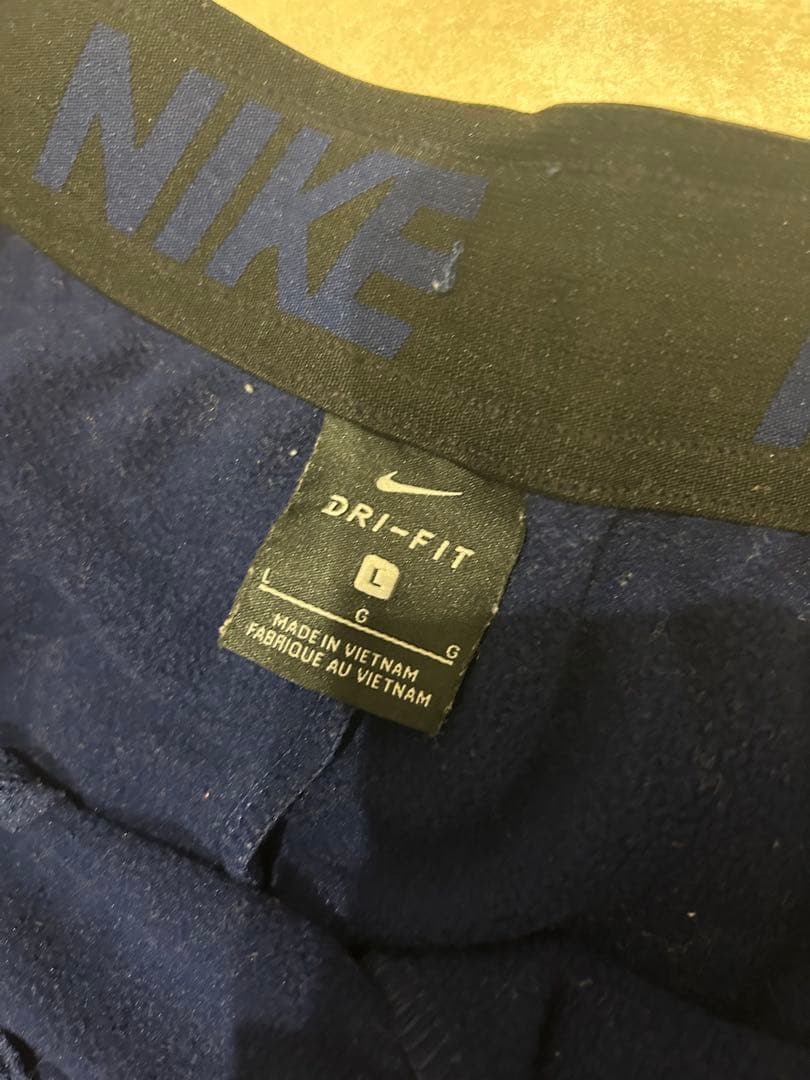 NIKE
DRI-FIT
L
L G G
MADE IN VIETNAM
FABRIQUE AU VIETNAM